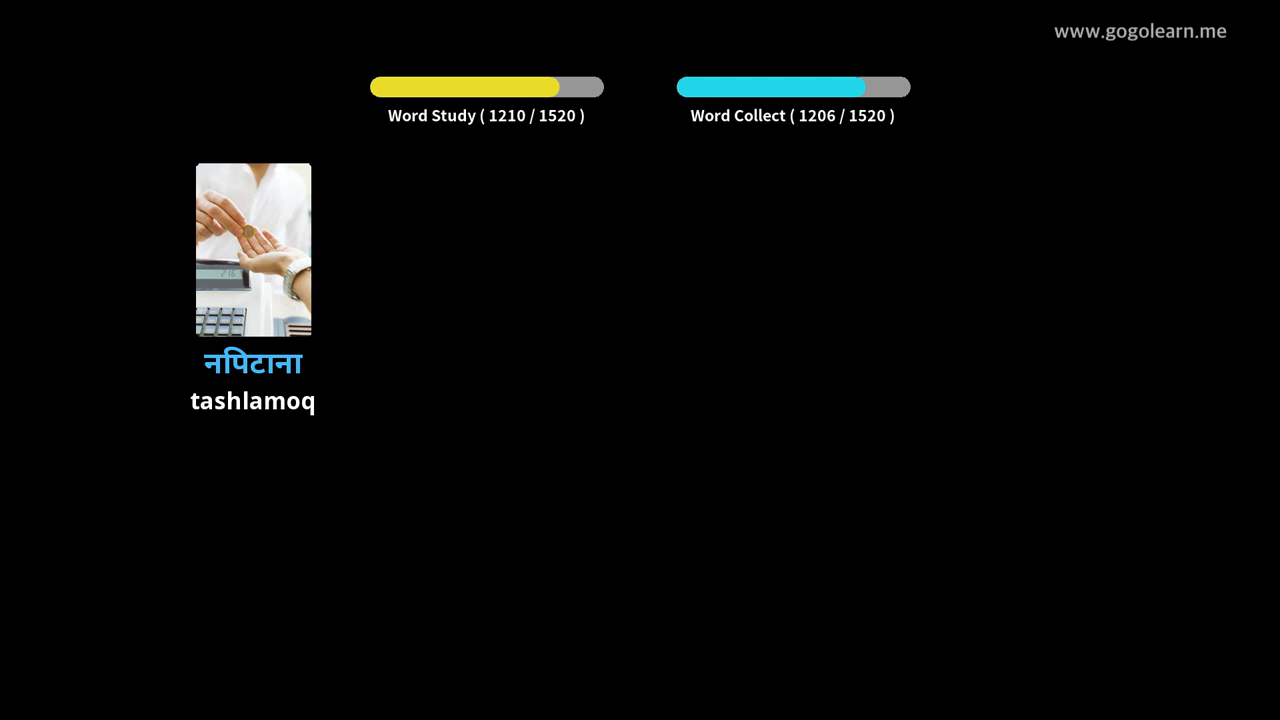 www.gogolearn.me
Word Study ( 1210 / 1520 )
Word Collect ( 1206 / 1520 )
नपिटाना
tashlamoq